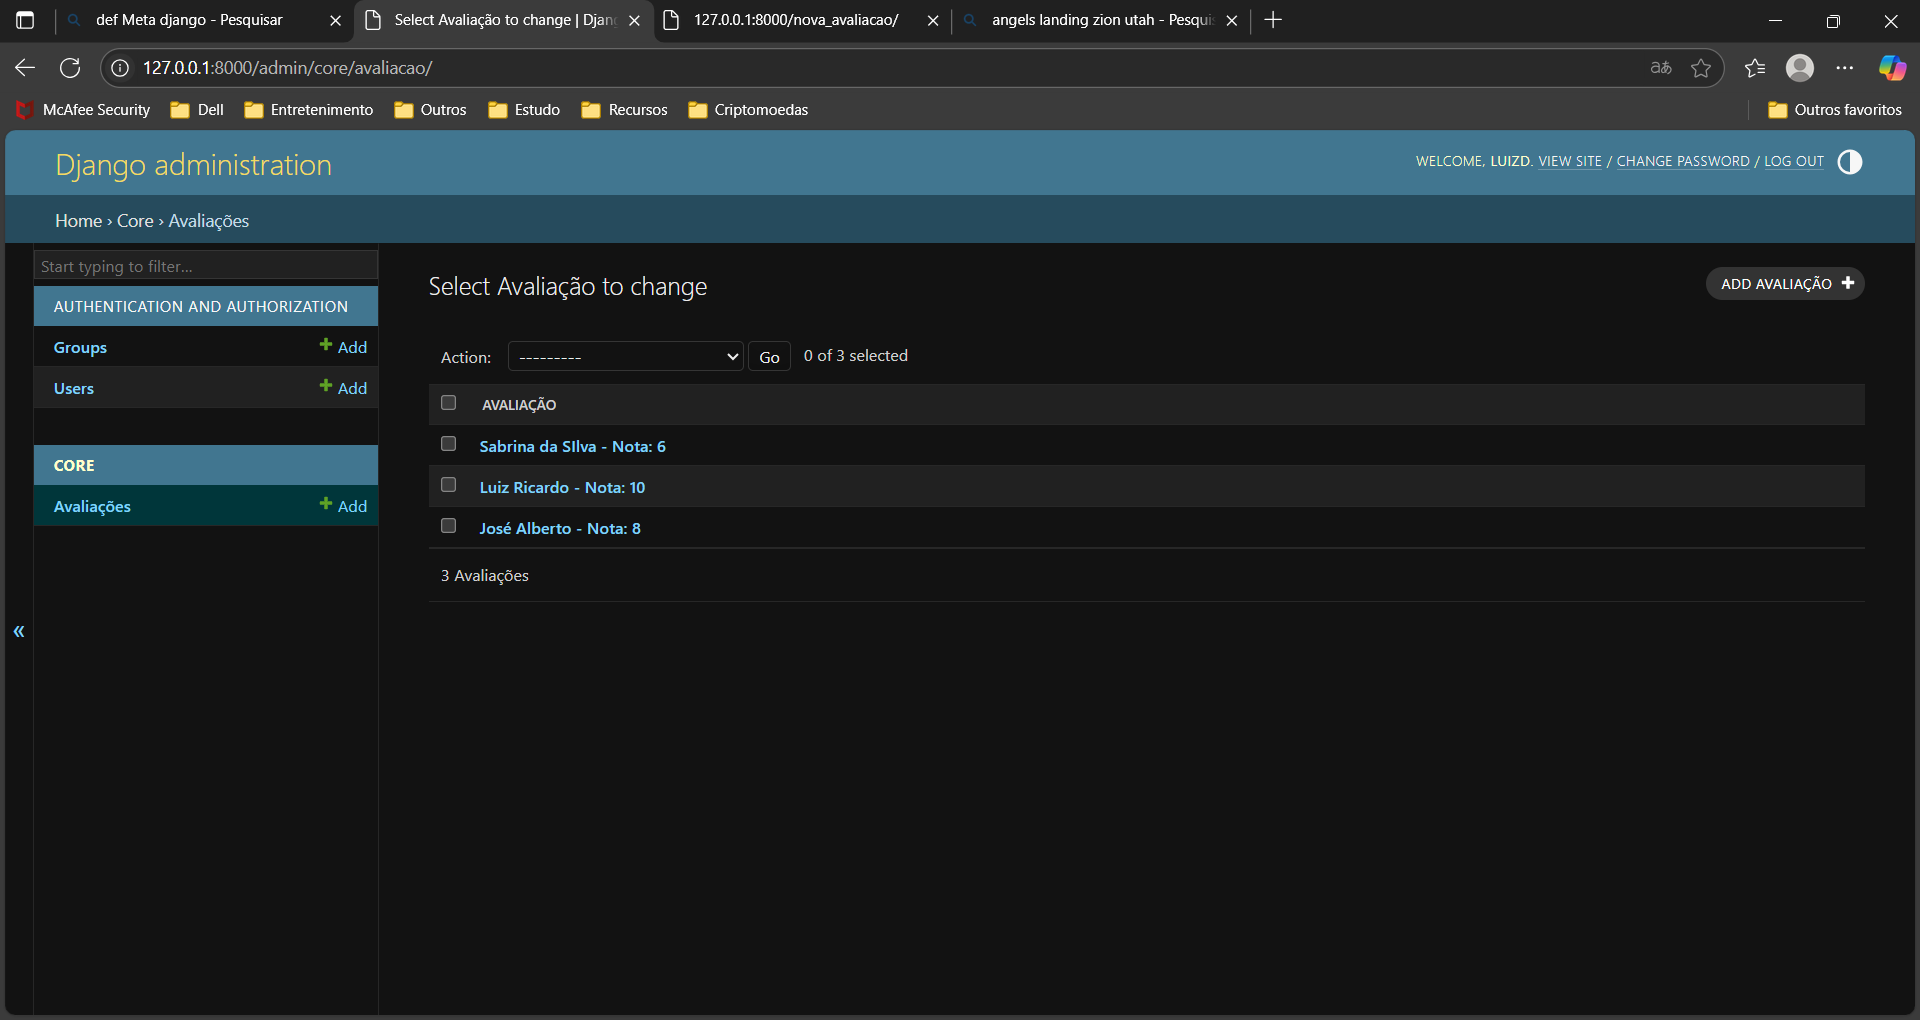 def Meta django - Pesquisar
Select Avaliação to change | Djan
127.0.0.1:8000/nova_avaliacao/
angels landing zion utah - Pesqui
127.0.0.1:8000/admin/core/avaliacao/
McAfee Security
Dell
Entretenimento
Outros
Estudo
Recursos
Criptomoedas
Outros favoritos
Django administration
WELCOME, LUIZD. VIEW SITE / CHANGE PASSWORD / LOG OUT
Home › Core › Avaliações
Start typing to filter...
AUTHENTICATION AND AUTHORIZATION
Groups
Add
Users
Add
CORE
Avaliações
Add
«
Select Avaliação to change
ADD AVALIAÇÃO
Action:
---------
Go
0 of 3 selected
AVALIAÇÃO
Sabrina da SIlva - Nota: 6
Luiz Ricardo - Nota: 10
José Alberto - Nota: 8
3 Avaliações